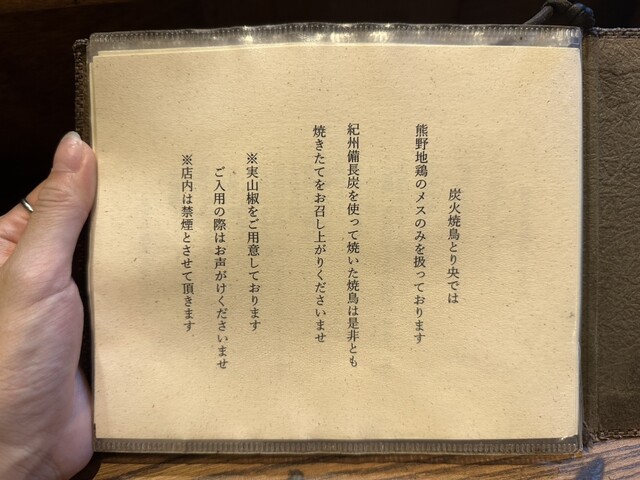 炭火焼鳥とり央では
熊野地鶏のメスのみを扱っております
紀州備長炭を使って焼いた焼鳥は是非とも
焼きたてをお召し上がりくださいませ
※実山椒をご用意しております
ご入用の際はお声がけくださいませ
※店内は禁煙とさせて頂きます